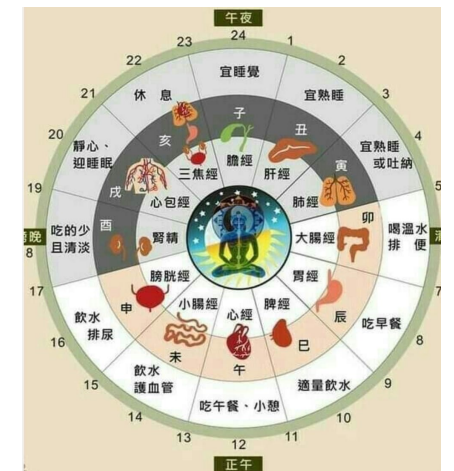 午夜
24
1
2
3
4
5
7
8
9
10
11
12
13
14
15
16
17
19
20
21
22
23
宜睡覺
宜熟睡
宜熟睡
或吐納
喝溫水
排 便
吃早餐
適量飲水
吃午餐、小憩
飲水
護血管
飲水
排尿
吃的少
且清淡
靜心、
迎睡眠
休 息
子
丑
寅
卯
辰
巳
午
未
申
酉
戌
亥
膽經
肝經
肺經
大腸經
胃經
脾經
心經
小腸經
膀胱經
腎精
心包經
三焦經
晚
8
正午